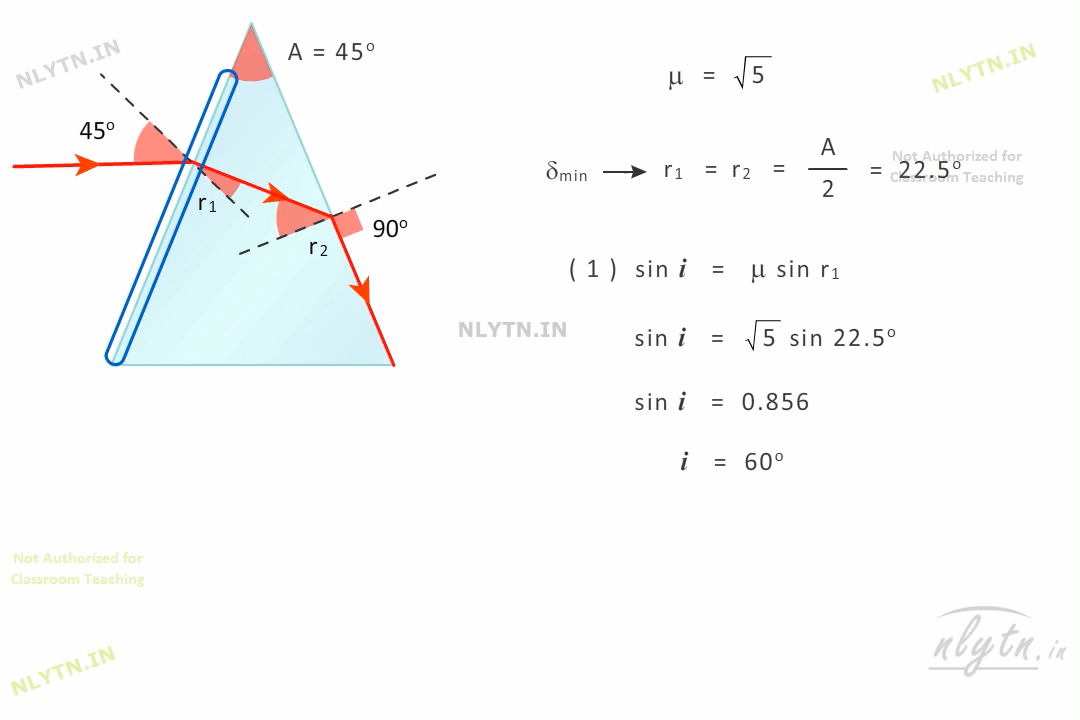 NLYTN.IN
A = 45°
45°
r₁
r₂
90°
μ = √5
NLYTN.IN
δmin → r₁ = r₂ = A/2 = 22.5°
Not Authorized for
Classroom Teaching
( 1 ) sin i = μ sin r₁
NLYTN.IN
sin i = √5 sin 22.5°
sin i = 0.856
i = 60°
Not Authorized for
Classroom Teaching
NLYTN.IN
nlytn.in